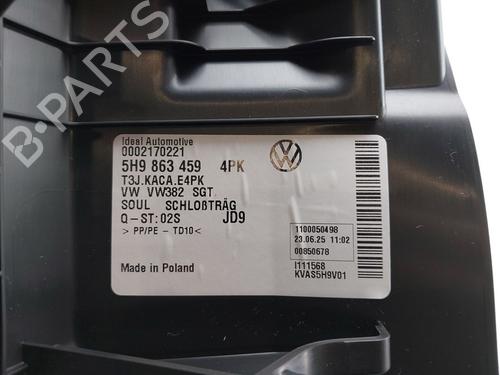 B-PARTS
Ideal Automotive
0002170221
5H9 863 459 4PK
T3J.KACA.E4PK
VW VW382 SGT.
SOUL SCHLOßTRÄG
Q-ST:02S JD9
> PP/PE - TD10<
Made in Poland
1100050498
23.06.25 11:02
00850678
I111568
KVAS5H9V01